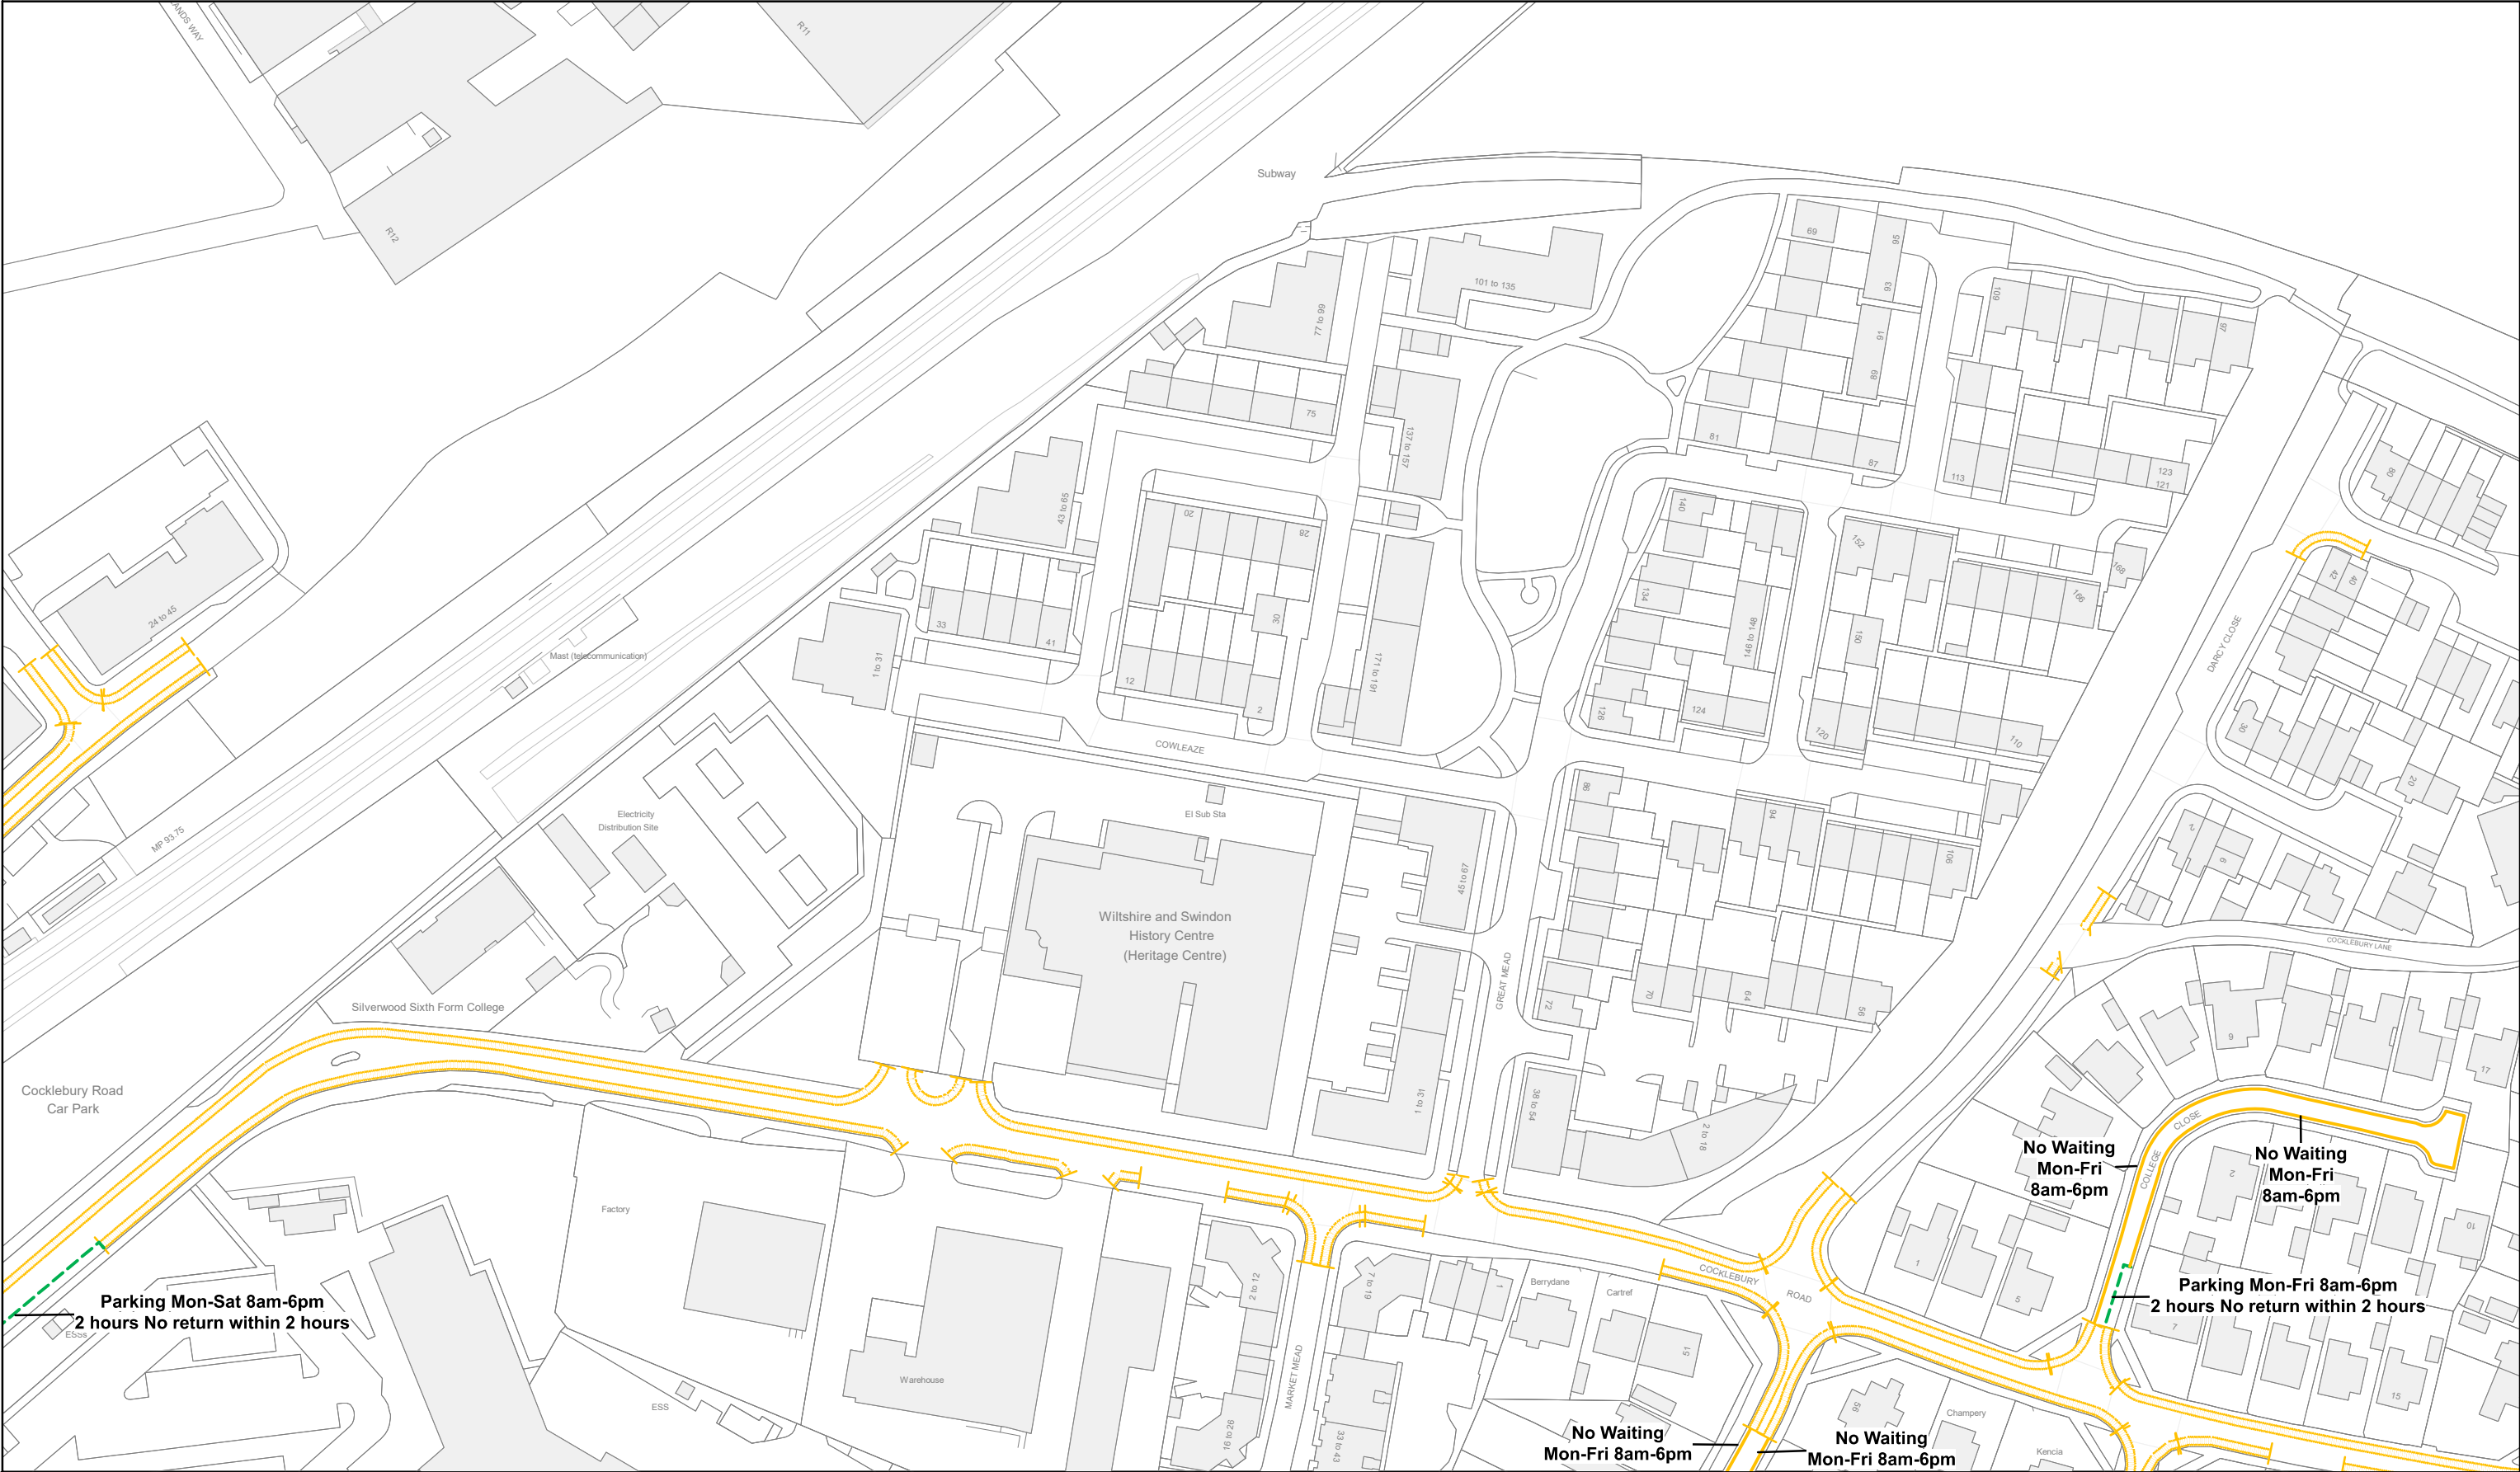 ANDS WAY
R11
R12
Subway
69
95
93
91
89
81
87
101 to 135
77 to 99
75
109
97
113
123
121
137 to 157
43 to 65
20
28
30
33
41
12
2
1 to 31
171 to 191
140
134
146 to 148
126
124
152
150
168
166
120
110
80
42
40
DARCY CLOSE
30
20
24 to 45
Mast (telecommunication)
MP 93.75
COWLEAZE
Electricity
Distribution Site
El Sub Sta
Wiltshire and Swindon
History Centre
(Heritage Centre)
45 to 67
86
94
106
72
70
64
56
GREAT MEAD
2
6
COCKLEBURY LANE
9
17
Silverwood Sixth Form College
Cocklebury Road
Car Park
1 to 31
38 to 54
2 to 18
No Waiting
Mon-Fri
8am-6pm
COLLEGE
CLOSE
No Waiting
Mon-Fri
8am-6pm
2
10
1
5
7
15
Factory
Parking Mon-Sat 8am-6pm
2 hours No return within 2 hours
ESSs
Parking Mon-Fri 8am-6pm
2 hours No return within 2 hours
COCKLEBURY
ROAD
Berrydane
Cartref
51
2 to 12
7 to 19
1
MARKET MEAD
Warehouse
ESS
16 to 26
33 to 43
No Waiting
Mon-Fri 8am-6pm
No Waiting
Mon-Fri 8am-6pm
56
Champery
Kencia